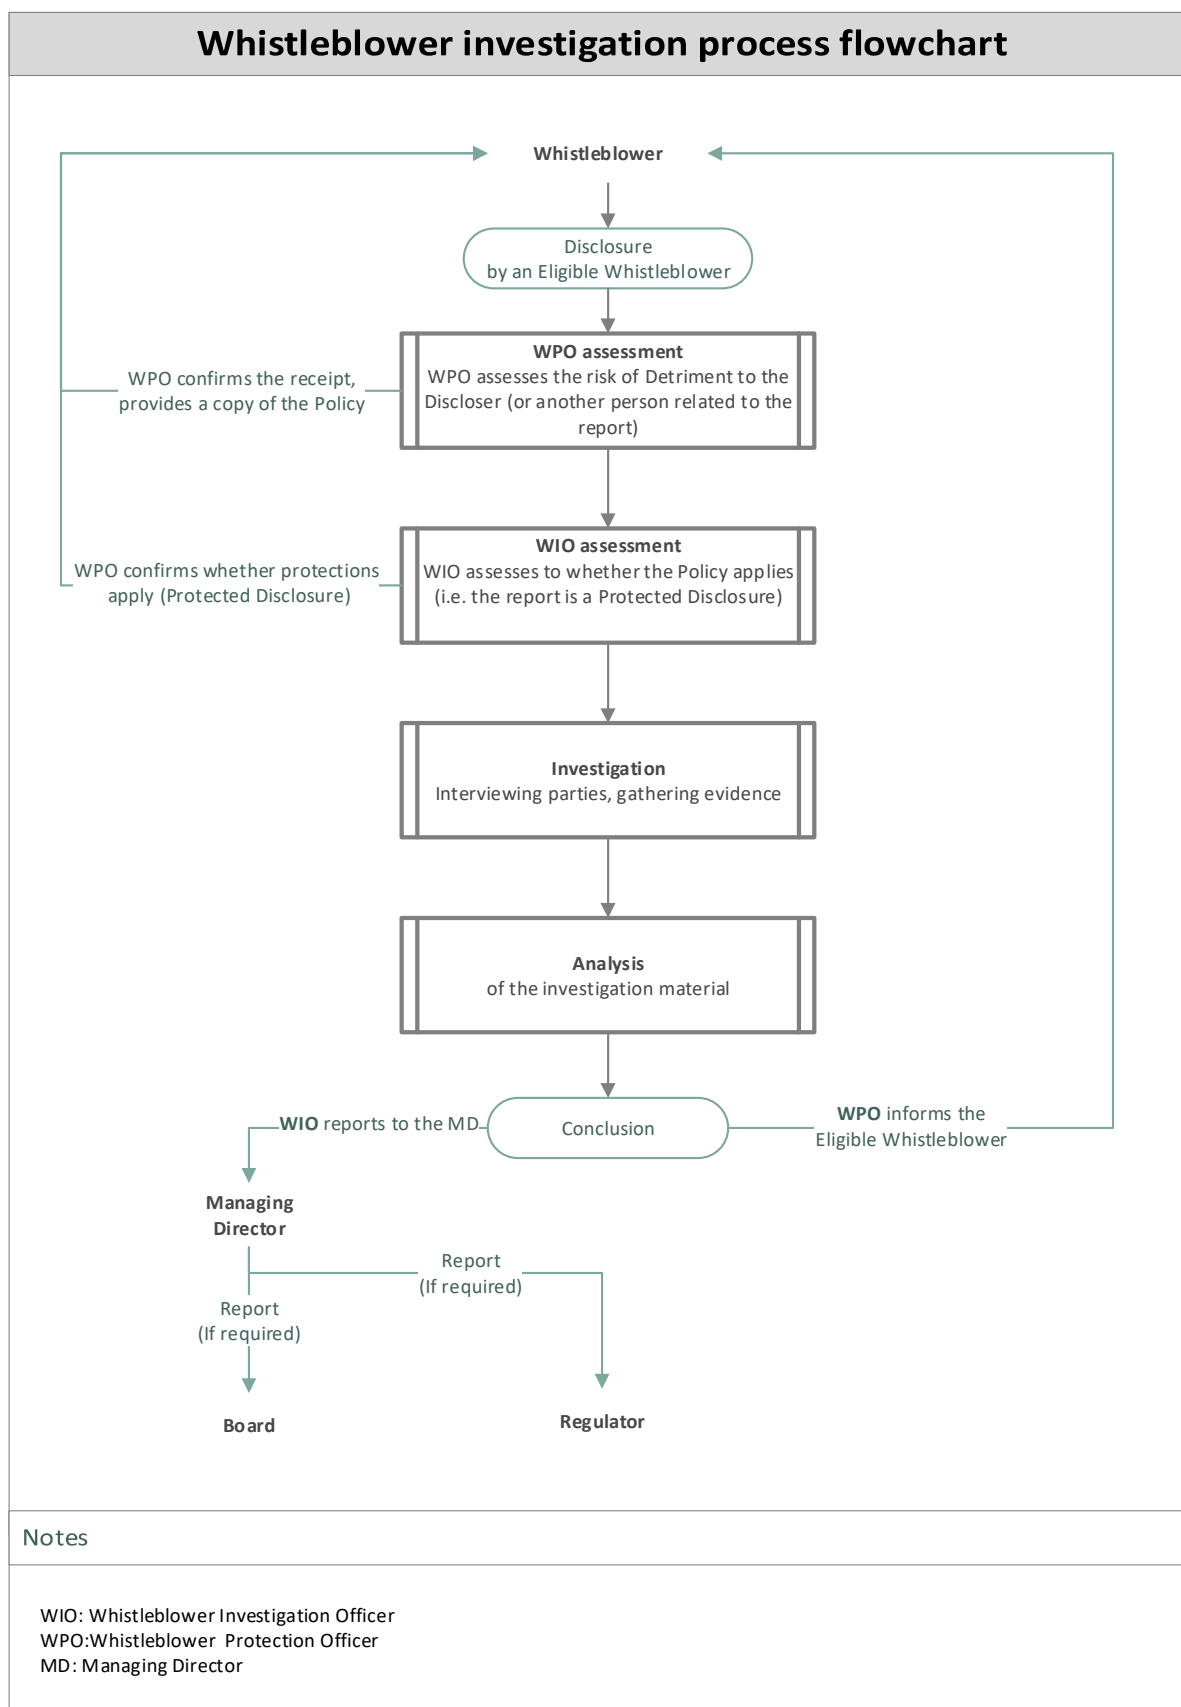 Whistleblower investigation process flowchart
Whistleblower
Disclosure
by an Eligible Whistleblower
WPO assessment
WPO assesses the risk of Detriment to the
Discloser (or another person related to the
report)
WPO confirms the receipt,
provides a copy of the Policy
WIO assessment
WIO assesses to whether the Policy applies
(i.e. the report is a Protected Disclosure)
WPO confirms whether protections
apply (Protected Disclosure)
Investigation
Interviewing parties, gathering evidence
Analysis
of the investigation material
WIO reports to the MD
Conclusion
WPO informs the
Eligible Whistleblower
Managing
Director
Report
(If required)
Report
(If required)
Board
Regulator
Notes
WIO: Whistleblower Investigation Officer
WPO:Whistleblower Protection Officer
MD: Managing Director